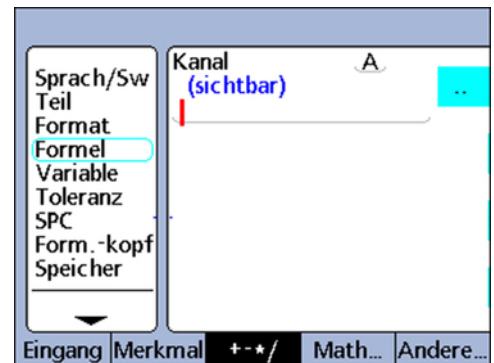 Sprach/Sw
Teil
Format
Formel
Variable
Toleranz
SPC
Form.-kopf
Speicher
Kanal A
(sichtbar)
..
Eingang Merkmal +-*/ Math... Andere...